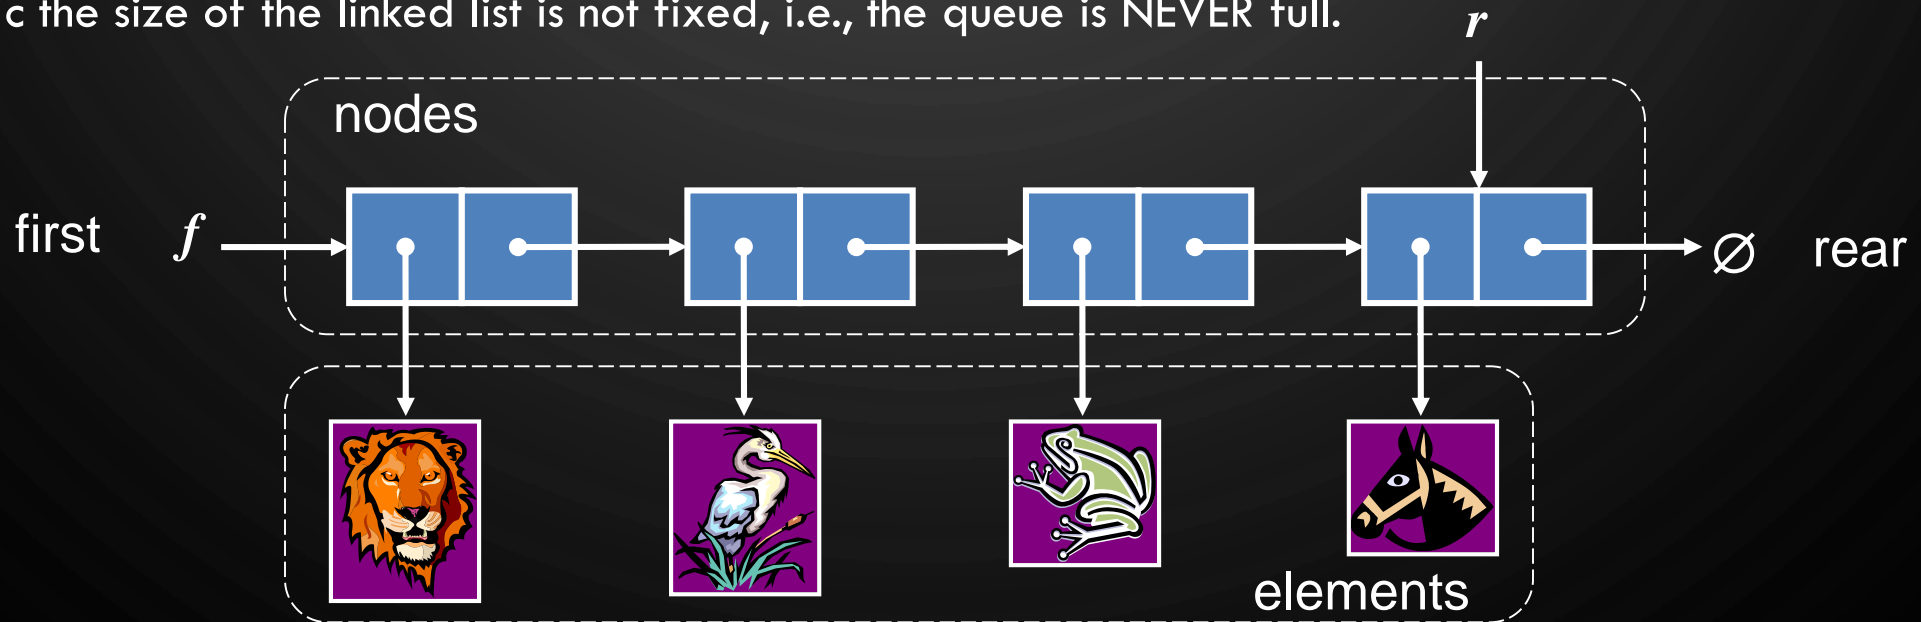 c the size of the linked list is not fixed, i.e., the queue is NEVER full.
r
nodes
first f ∅ rear
elements